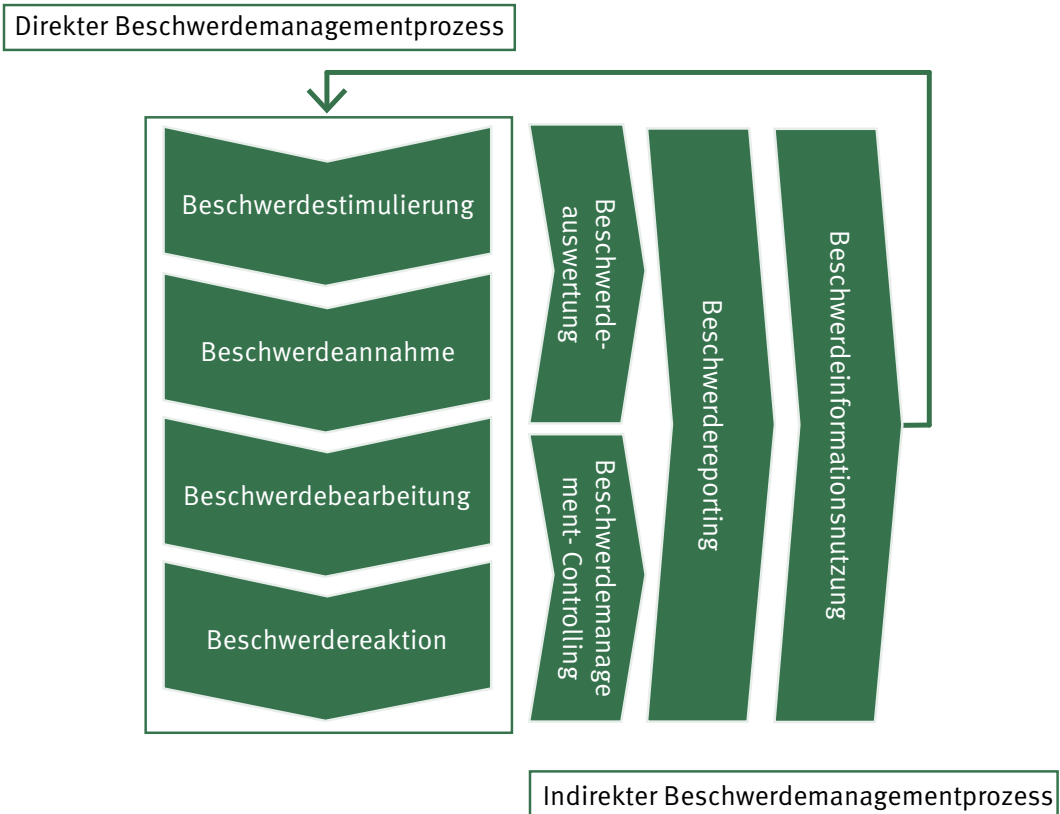 Direkter Beschwerdemanagementprozess
Beschwerdestimulierung
Beschwerdeannahme
Beschwerdebearbeitung
Beschwerdereaktion
Beschwerde-
auswertung
Beschwerdemanage
ment- Controlling
Beschwerdereporting
Beschwerdeinformationsnutzung
Indirekter Beschwerdemanagementprozess